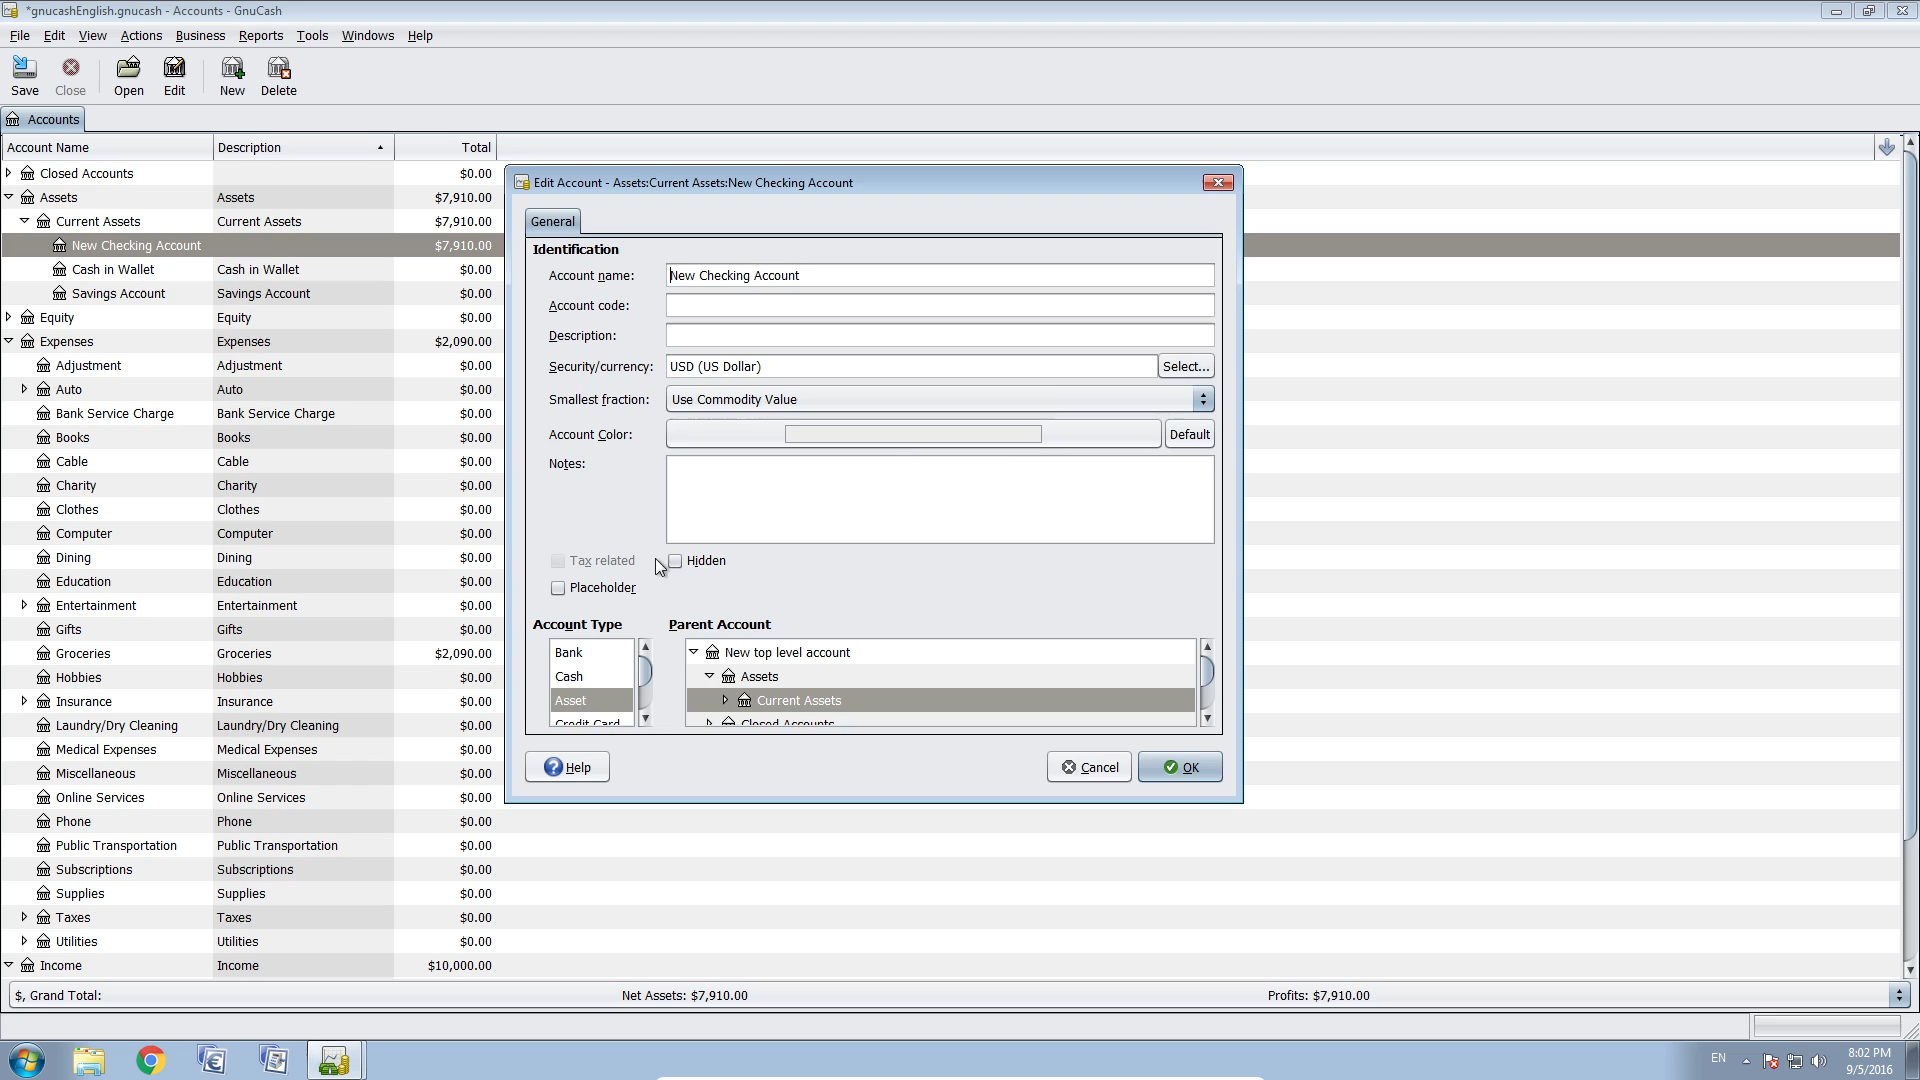 *gnucashEnglish.gnucash - Accounts - GnuCash
File Edit View Actions Business Reports Tools Windows Help
Save Close Open Edit New Delete
Accounts
Account Name Description Total
Closed Accounts $0.00
Assets Assets $7,910.00
Current Assets Current Assets $7,910.00
New Checking Account $7,910.00
Cash in Wallet Cash in Wallet $0.00
Savings Account Savings Account $0.00
Equity Equity $0.00
Expenses Expenses $2,090.00
Adjustment Adjustment $0.00
Auto Auto $0.00
Bank Service Charge Bank Service Charge $0.00
Books Books $0.00
Cable Cable $0.00
Charity Charity $0.00
Clothes Clothes $0.00
Computer Computer $0.00
Dining Dining $0.00
Education Education $0.00
Entertainment Entertainment $0.00
Gifts Gifts $0.00
Groceries Groceries $2,090.00
Hobbies Hobbies $0.00
Insurance Insurance $0.00
Laundry/Dry Cleaning Laundry/Dry Cleaning $0.00
Medical Expenses Medical Expenses $0.00
Miscellaneous Miscellaneous $0.00
Online Services Online Services $0.00
Phone Phone $0.00
Public Transportation Public Transportation $0.00
Subscriptions Subscriptions $0.00
Supplies Supplies $0.00
Taxes Taxes $0.00
Utilities Utilities $0.00
Income Income $10,000.00
Edit Account - Assets:Current Assets:New Checking Account
General
Identification
Account name: New Checking Account
Account code:
Description:
Security/currency: USD (US Dollar) Select...
Smallest fraction: Use Commodity Value
Account Color: Default
Notes:
Tax related Hidden
Placeholder
Account Type Parent Account
Bank New top level account
Cash Assets
Asset Current Assets
Credit Card Closed Accounts
Help Cancel OK
$, Grand Total: Net Assets: $7,910.00 Profits: $7,910.00
EN 8:02 PM
9/5/2016